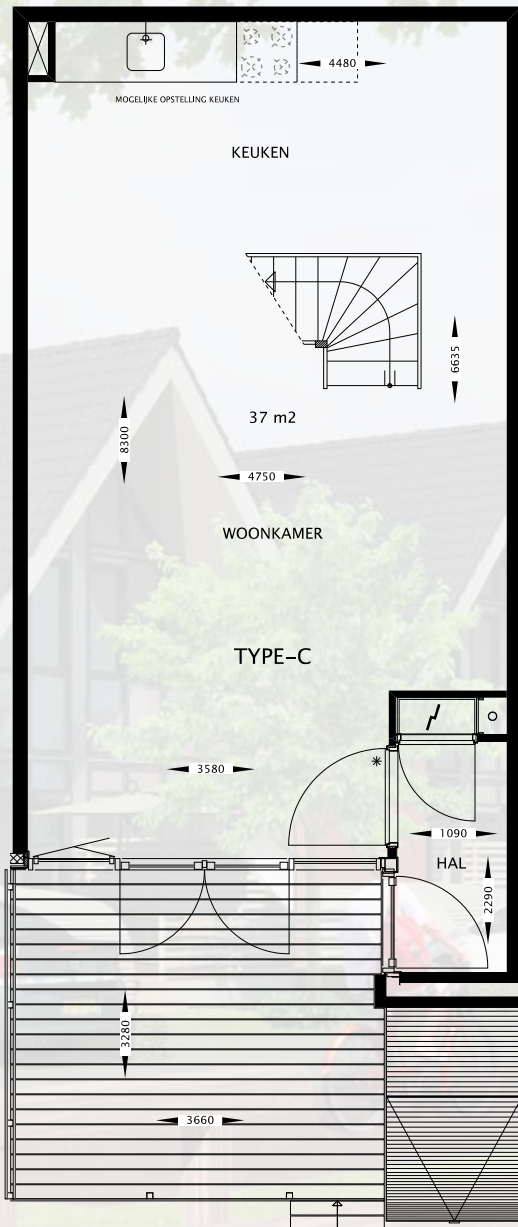 4480
MOGELIJKE OPSTELLING KEUKEN
KEUKEN
6635
37 m2
8300
4750
WOONKAMER
TYPE-C
3580
1090
HAL
2290
3280
3660